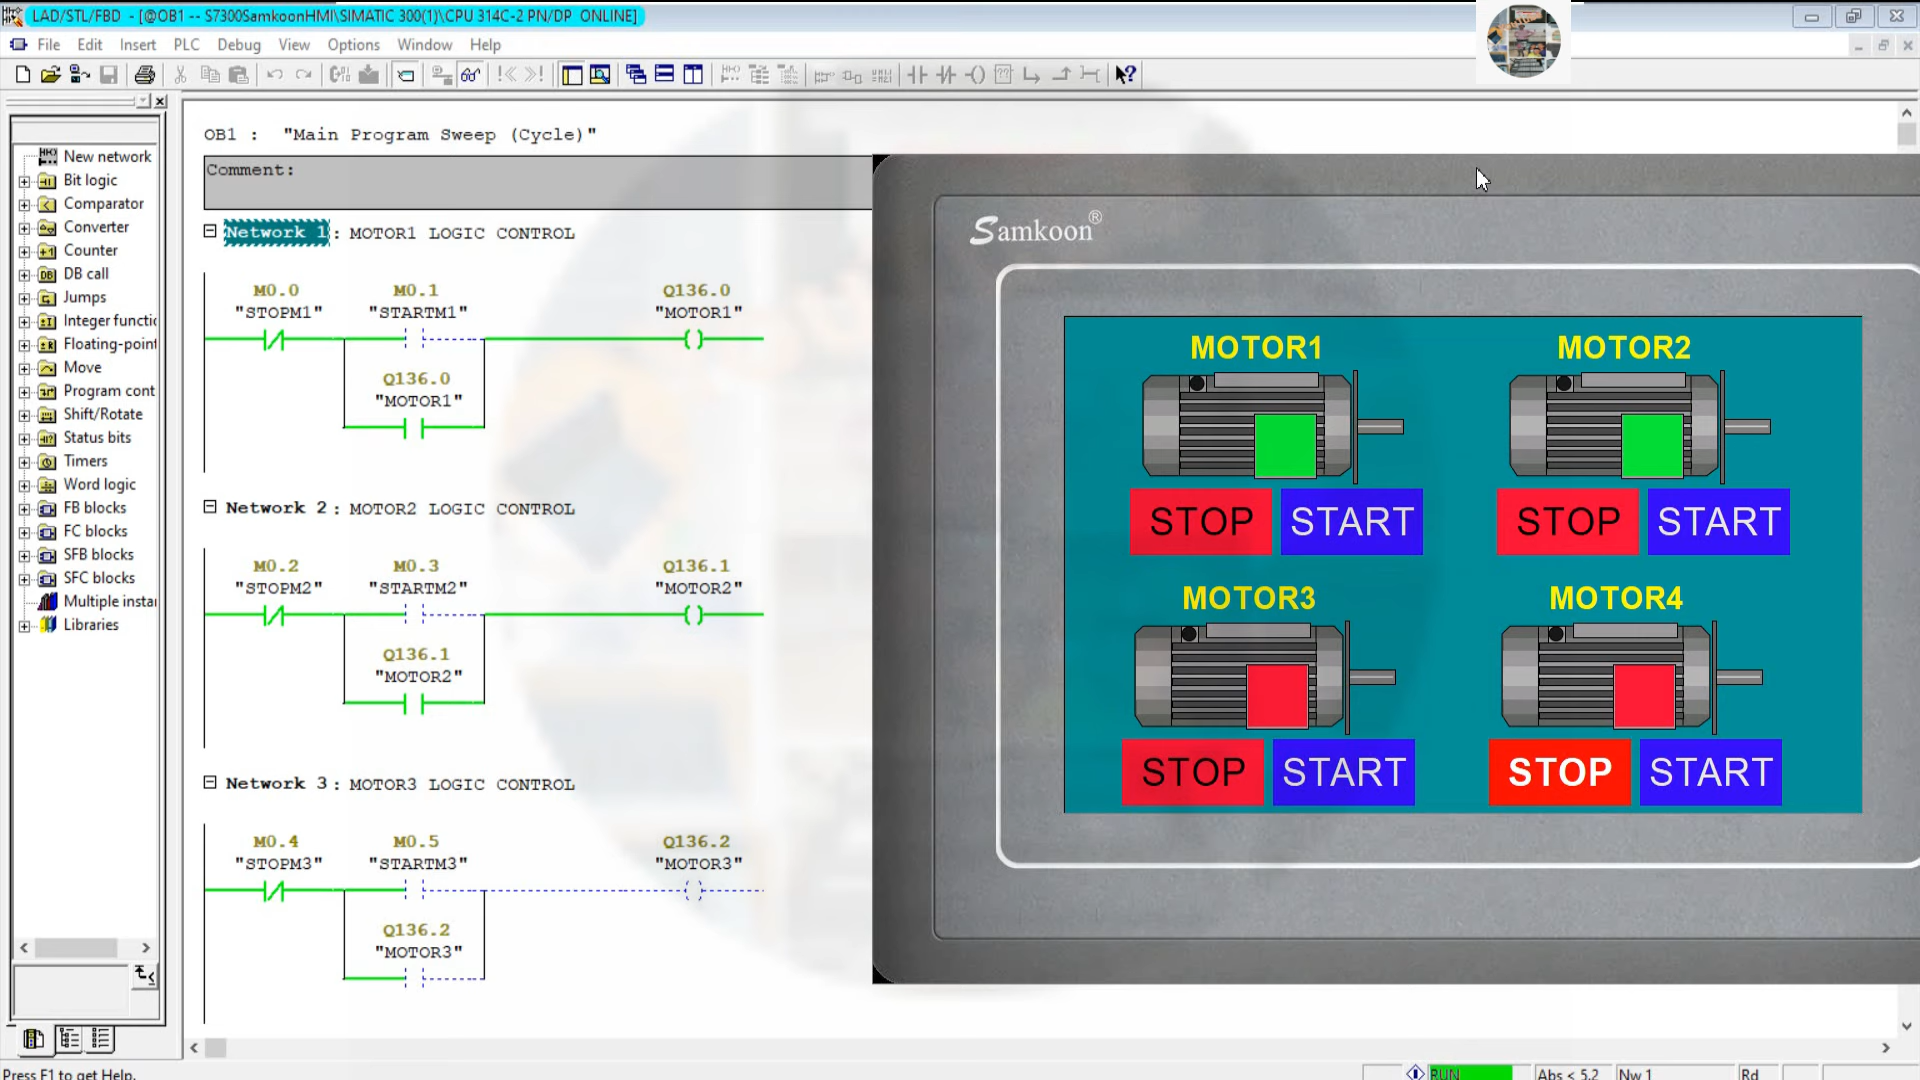 LAD/STL/FBD - [@OB1 -- S7300SamkoonHMI\SIMATIC 300(1)\CPU 314C-2 PN/DP ONLINE]
File Edit Insert PLC Debug View Options Window Help
New network
Bit logic
Comparator
Converter
Counter
DB call
Jumps
Integer functi
Floating-point
Move
Program cont
Shift/Rotate
Status bits
Timers
Word logic
FB blocks
FC blocks
SFB blocks
SFC blocks
Multiple insta
Libraries
OB1 : "Main Program Sweep (Cycle)"
Comment:
Network 1 : MOTOR1 LOGIC CONTROL
M0.0 M0.1 Q136.0
"STOPM1" "STARTM1" "MOTOR1"
Q136.0
"MOTOR1"
Network 2 : MOTOR2 LOGIC CONTROL
M0.2 M0.3 Q136.1
"STOPM2" "STARTM2" "MOTOR2"
Q136.1
"MOTOR2"
Network 3 : MOTOR3 LOGIC CONTROL
M0.4 M0.5 Q136.2
"STOPM3" "STARTM3" "MOTOR3"
Q136.2
"MOTOR3"
Samkoon®
MOTOR1 MOTOR2
STOP START STOP START
MOTOR3 MOTOR4
STOP START STOP START
Press F1 to get Help.
RUN Abs < 5.2 Nw 1 Rd